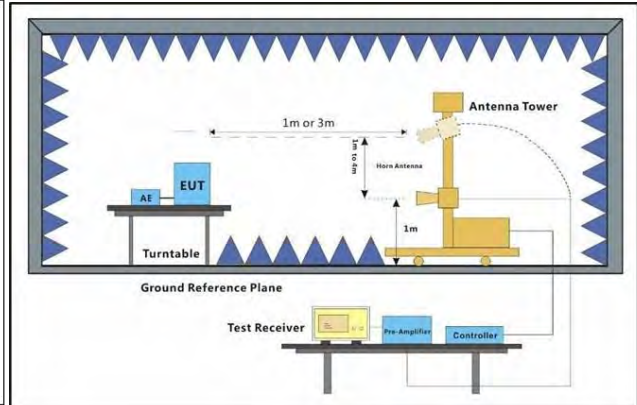 1m or 3m
Antenna Tower
1m to 4m
Horn Antenna
EUT
AE
1m
Turntable
Ground Reference Plane
Test Receiver
Pre-Amplifier
Controller